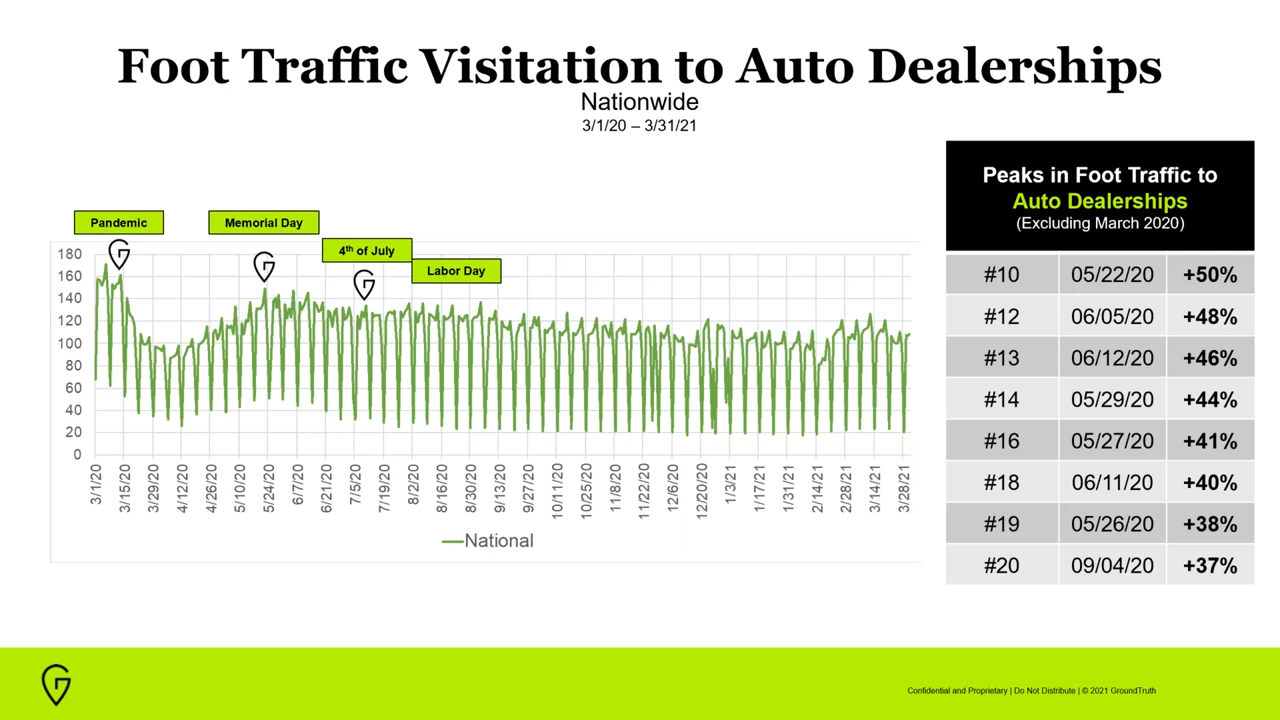 Foot Traffic Visitation to Auto Dealerships
Nationwide
3/1/20 – 3/31/21
Pandemic
Memorial Day
4th of July
Labor Day
180
160
140
120
100
80
60
40
20
0
3/1/20
3/15/20
3/29/20
4/12/20
4/26/20
5/10/20
5/24/20
6/7/20
6/21/20
7/5/20
7/19/20
8/2/20
8/16/20
8/30/20
9/13/20
9/27/20
10/11/20
10/25/20
11/8/20
11/22/20
12/6/20
12/20/20
1/3/21
1/17/21
1/31/21
2/14/21
2/28/21
3/14/21
3/28/21
National
Peaks in Foot Traffic to
Auto Dealerships
(Excluding March 2020)
#10 05/22/20 +50%
#12 06/05/20 +48%
#13 06/12/20 +46%
#14 05/29/20 +44%
#16 05/27/20 +41%
#18 06/11/20 +40%
#19 05/26/20 +38%
#20 09/04/20 +37%
Confidential and Proprietary | Do Not Distribute | © 2021 GroundTruth